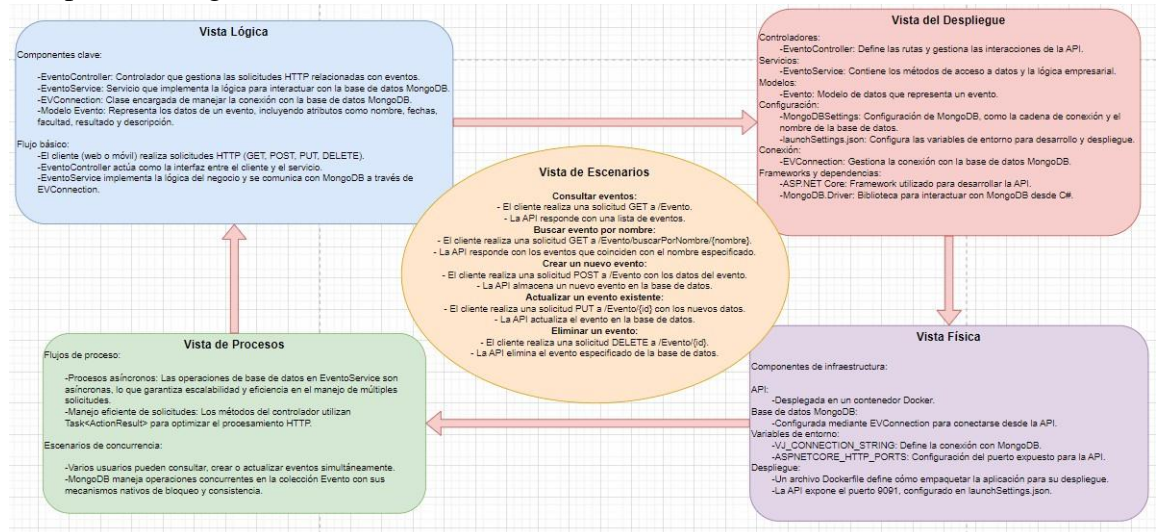 Vista Lógica
Componentes clave:
-EventoController: Controlador que gestiona las solicitudes HTTP relacionadas con eventos.
-EventoService: Servicio que implementa la lógica para interactuar con la base de datos MongoDB.
-EVConnection: Clase encargada de manejar la conexión con la base de datos MongoDB.
-Modelo Evento: Representa los datos de un evento, incluyendo atributos como nombre, fechas,
facultad, resultado y descripción.
Flujo básico:
-El cliente (web o móvil) realiza solicitudes HTTP (GET, POST, PUT, DELETE).
-EventoController actúa como la interfaz entre el cliente y el servicio.
-EventoService implementa la lógica del negocio y se comunica con MongoDB a través de
EVConnection.
Vista del Despliegue
Controladores:
-EventoController: Define las rutas y gestiona las interacciones de la API.
Servicios:
-EventoService: Contiene los métodos de acceso a datos y la lógica empresarial.
Modelos:
-Evento: Modelo de datos que representa un evento.
Configuración:
-MongoDBSettings: Configuración de MongoDB, como la cadena de conexión y el
nombre de la base de datos.
-launchSettings.json: Configura las variables de entorno para desarrollo y despliegue.
Conexión:
-EVConnection: Gestiona la conexión con la base de datos MongoDB.
Frameworks y dependencias:
-ASP.NET Core: Framework utilizado para desarrollar la API.
-MongoDB.Driver: Biblioteca para interactuar con MongoDB desde C#.
Vista de Escenarios
Consultar eventos:
- El cliente realiza una solicitud GET a /Evento.
- La API responde con una lista de eventos.
Buscar evento por nombre:
- El cliente realiza una solicitud GET a /Evento/buscarPorNombre/{nombre}.
- La API responde con los eventos que coinciden con el nombre especificado.
Crear un nuevo evento:
- El cliente realiza una solicitud POST a /Evento con los datos del evento.
- La API almacena un nuevo evento en la base de datos.
Actualizar un evento existente:
- El cliente realiza una solicitud PUT a /Evento/{id} con los nuevos datos.
- La API actualiza el evento en la base de datos.
Eliminar un evento:
- El cliente realiza una solicitud DELETE a /Evento/{id}.
- La API elimina el evento especificado de la base de datos.
Vista de Procesos
Flujos de proceso:
-Procesos asíncronos: Las operaciones de base de datos en EventoService son
asíncronas, lo que garantiza escalabilidad y eficiencia en el manejo de múltiples
solicitudes.
-Manejo eficiente de solicitudes: Los métodos del controlador utilizan
Task<ActionResult> para optimizar el procesamiento HTTP.
Escenarios de concurrencia:
-Varios usuarios pueden consultar, crear o actualizar eventos simultáneamente.
-MongoDB maneja operaciones concurrentes en la colección Evento con sus
mecanismos nativos de bloqueo y consistencia.
Vista Física
Componentes de infraestructura:
API:
-Desplegada en un contenedor Docker.
Base de datos MongoDB:
-Configurada mediante EVConnection para conectarse desde la API.
Variables de entorno:
-VJ_CONNECTION_STRING: Define la conexión con MongoDB.
-ASPNETCORE_HTTP_PORTS: Configuración del puerto expuesto para la API.
Despliegue:
-Un archivo Dockerfile define cómo empaquetar la aplicación para su despliegue.
-La API expone el puerto 9091, configurado en launchSettings.json.